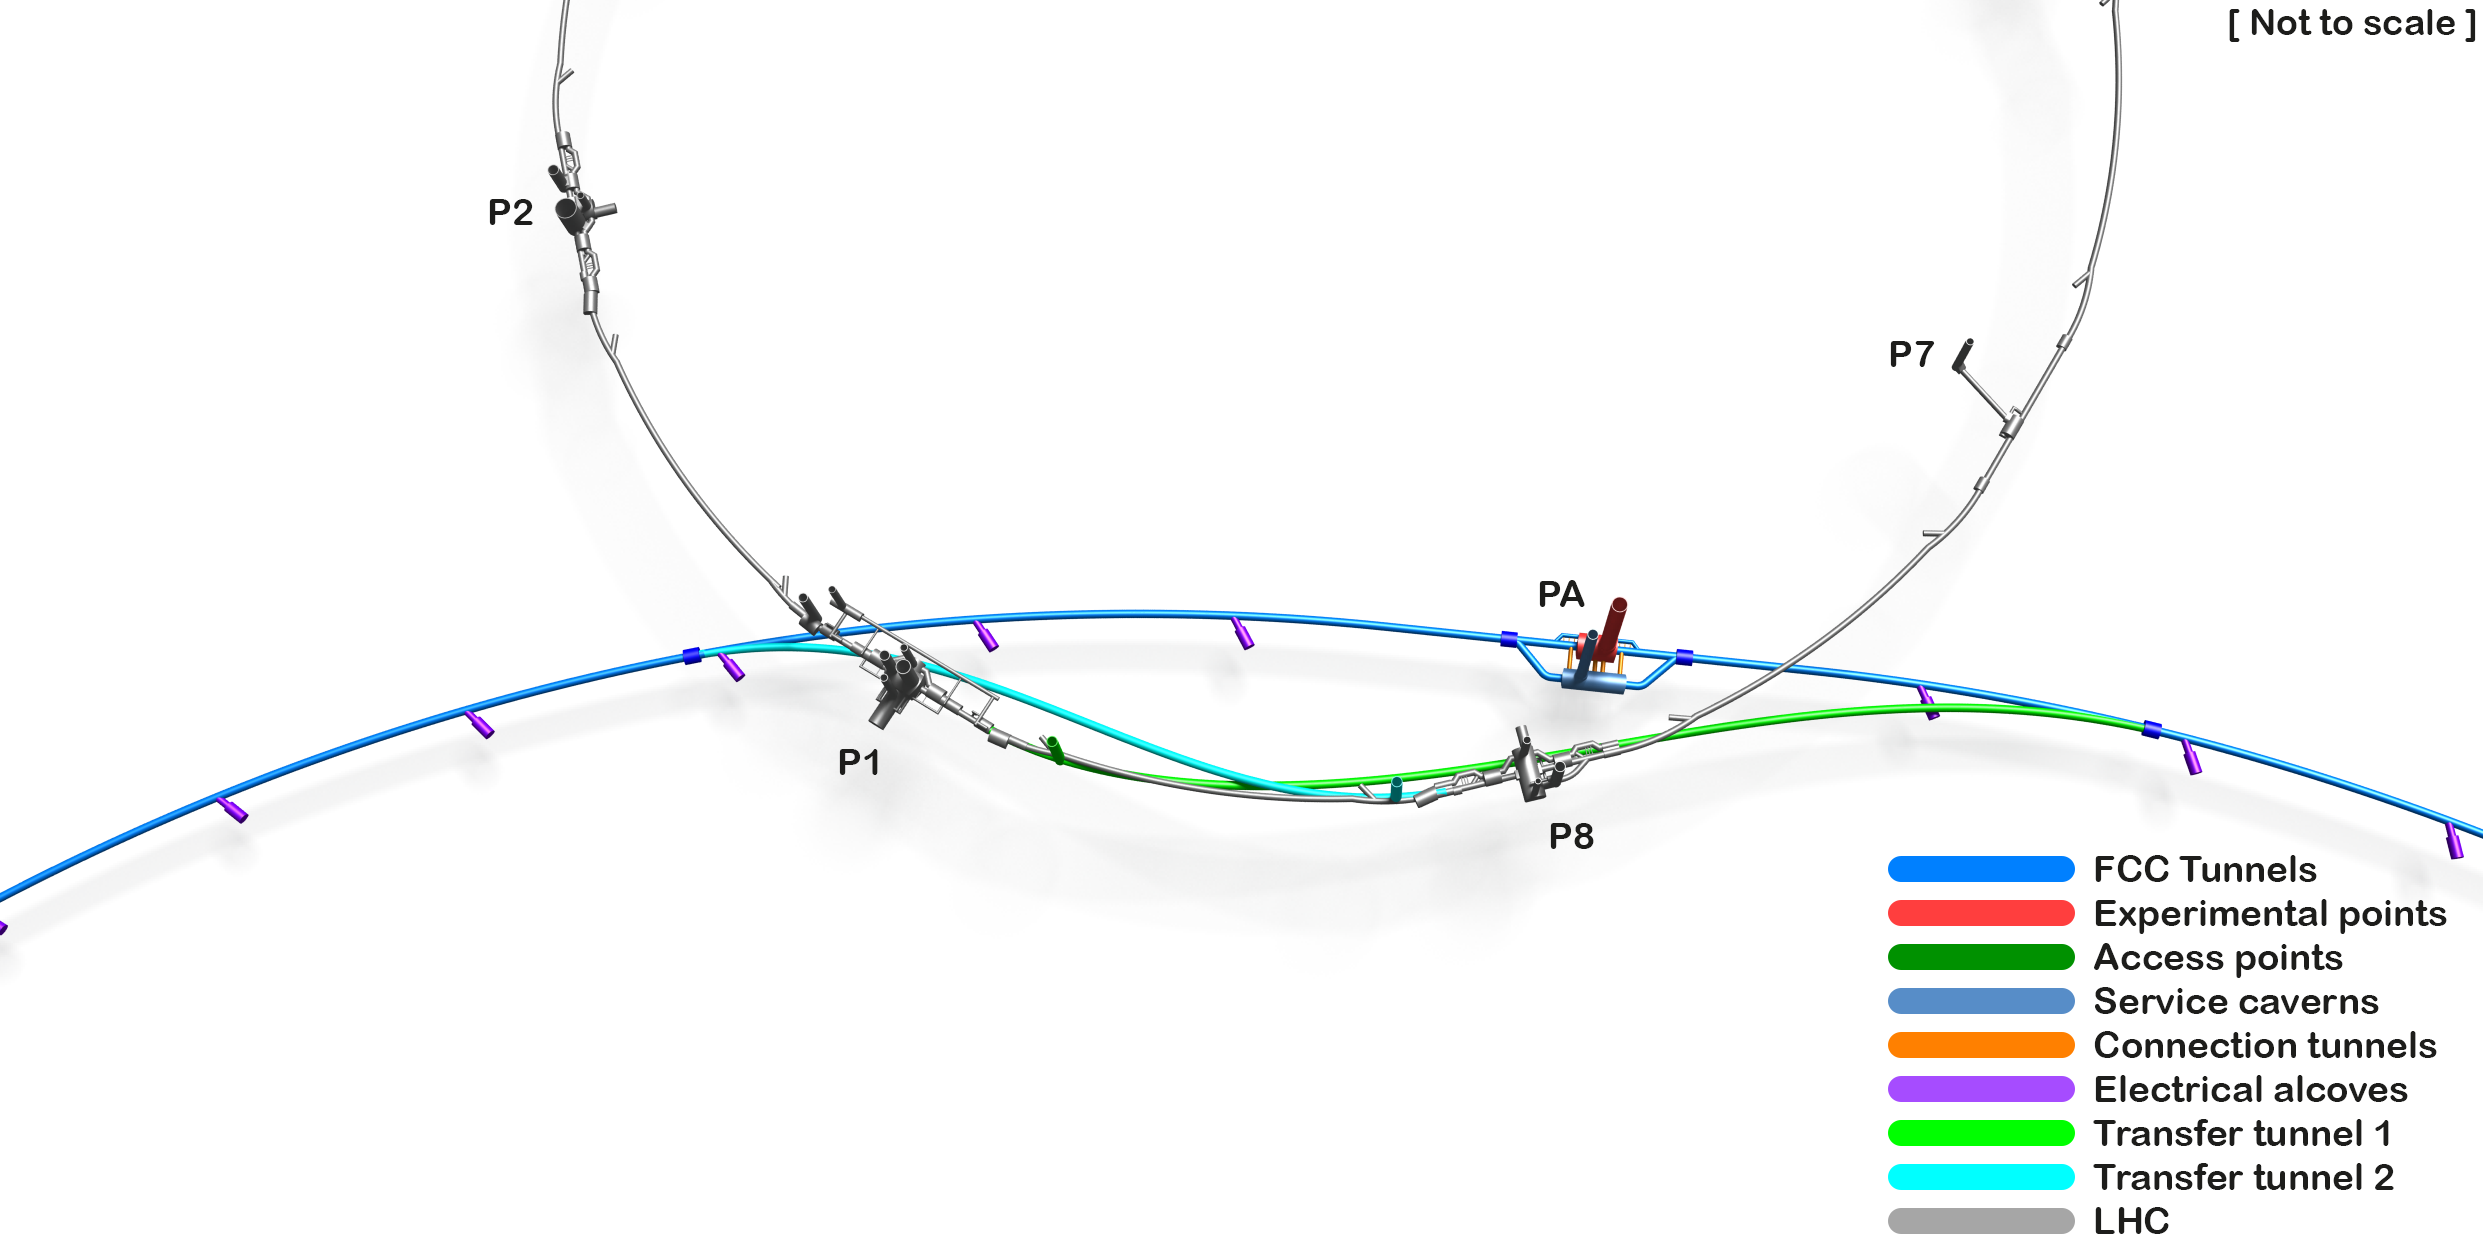 [ Not to scale ]
P2
P7
PA
P1
P8
FCC Tunnels
Experimental points
Access points
Service caverns
Connection tunnels
Electrical alcoves
Transfer tunnel 1
Transfer tunnel 2
LHC